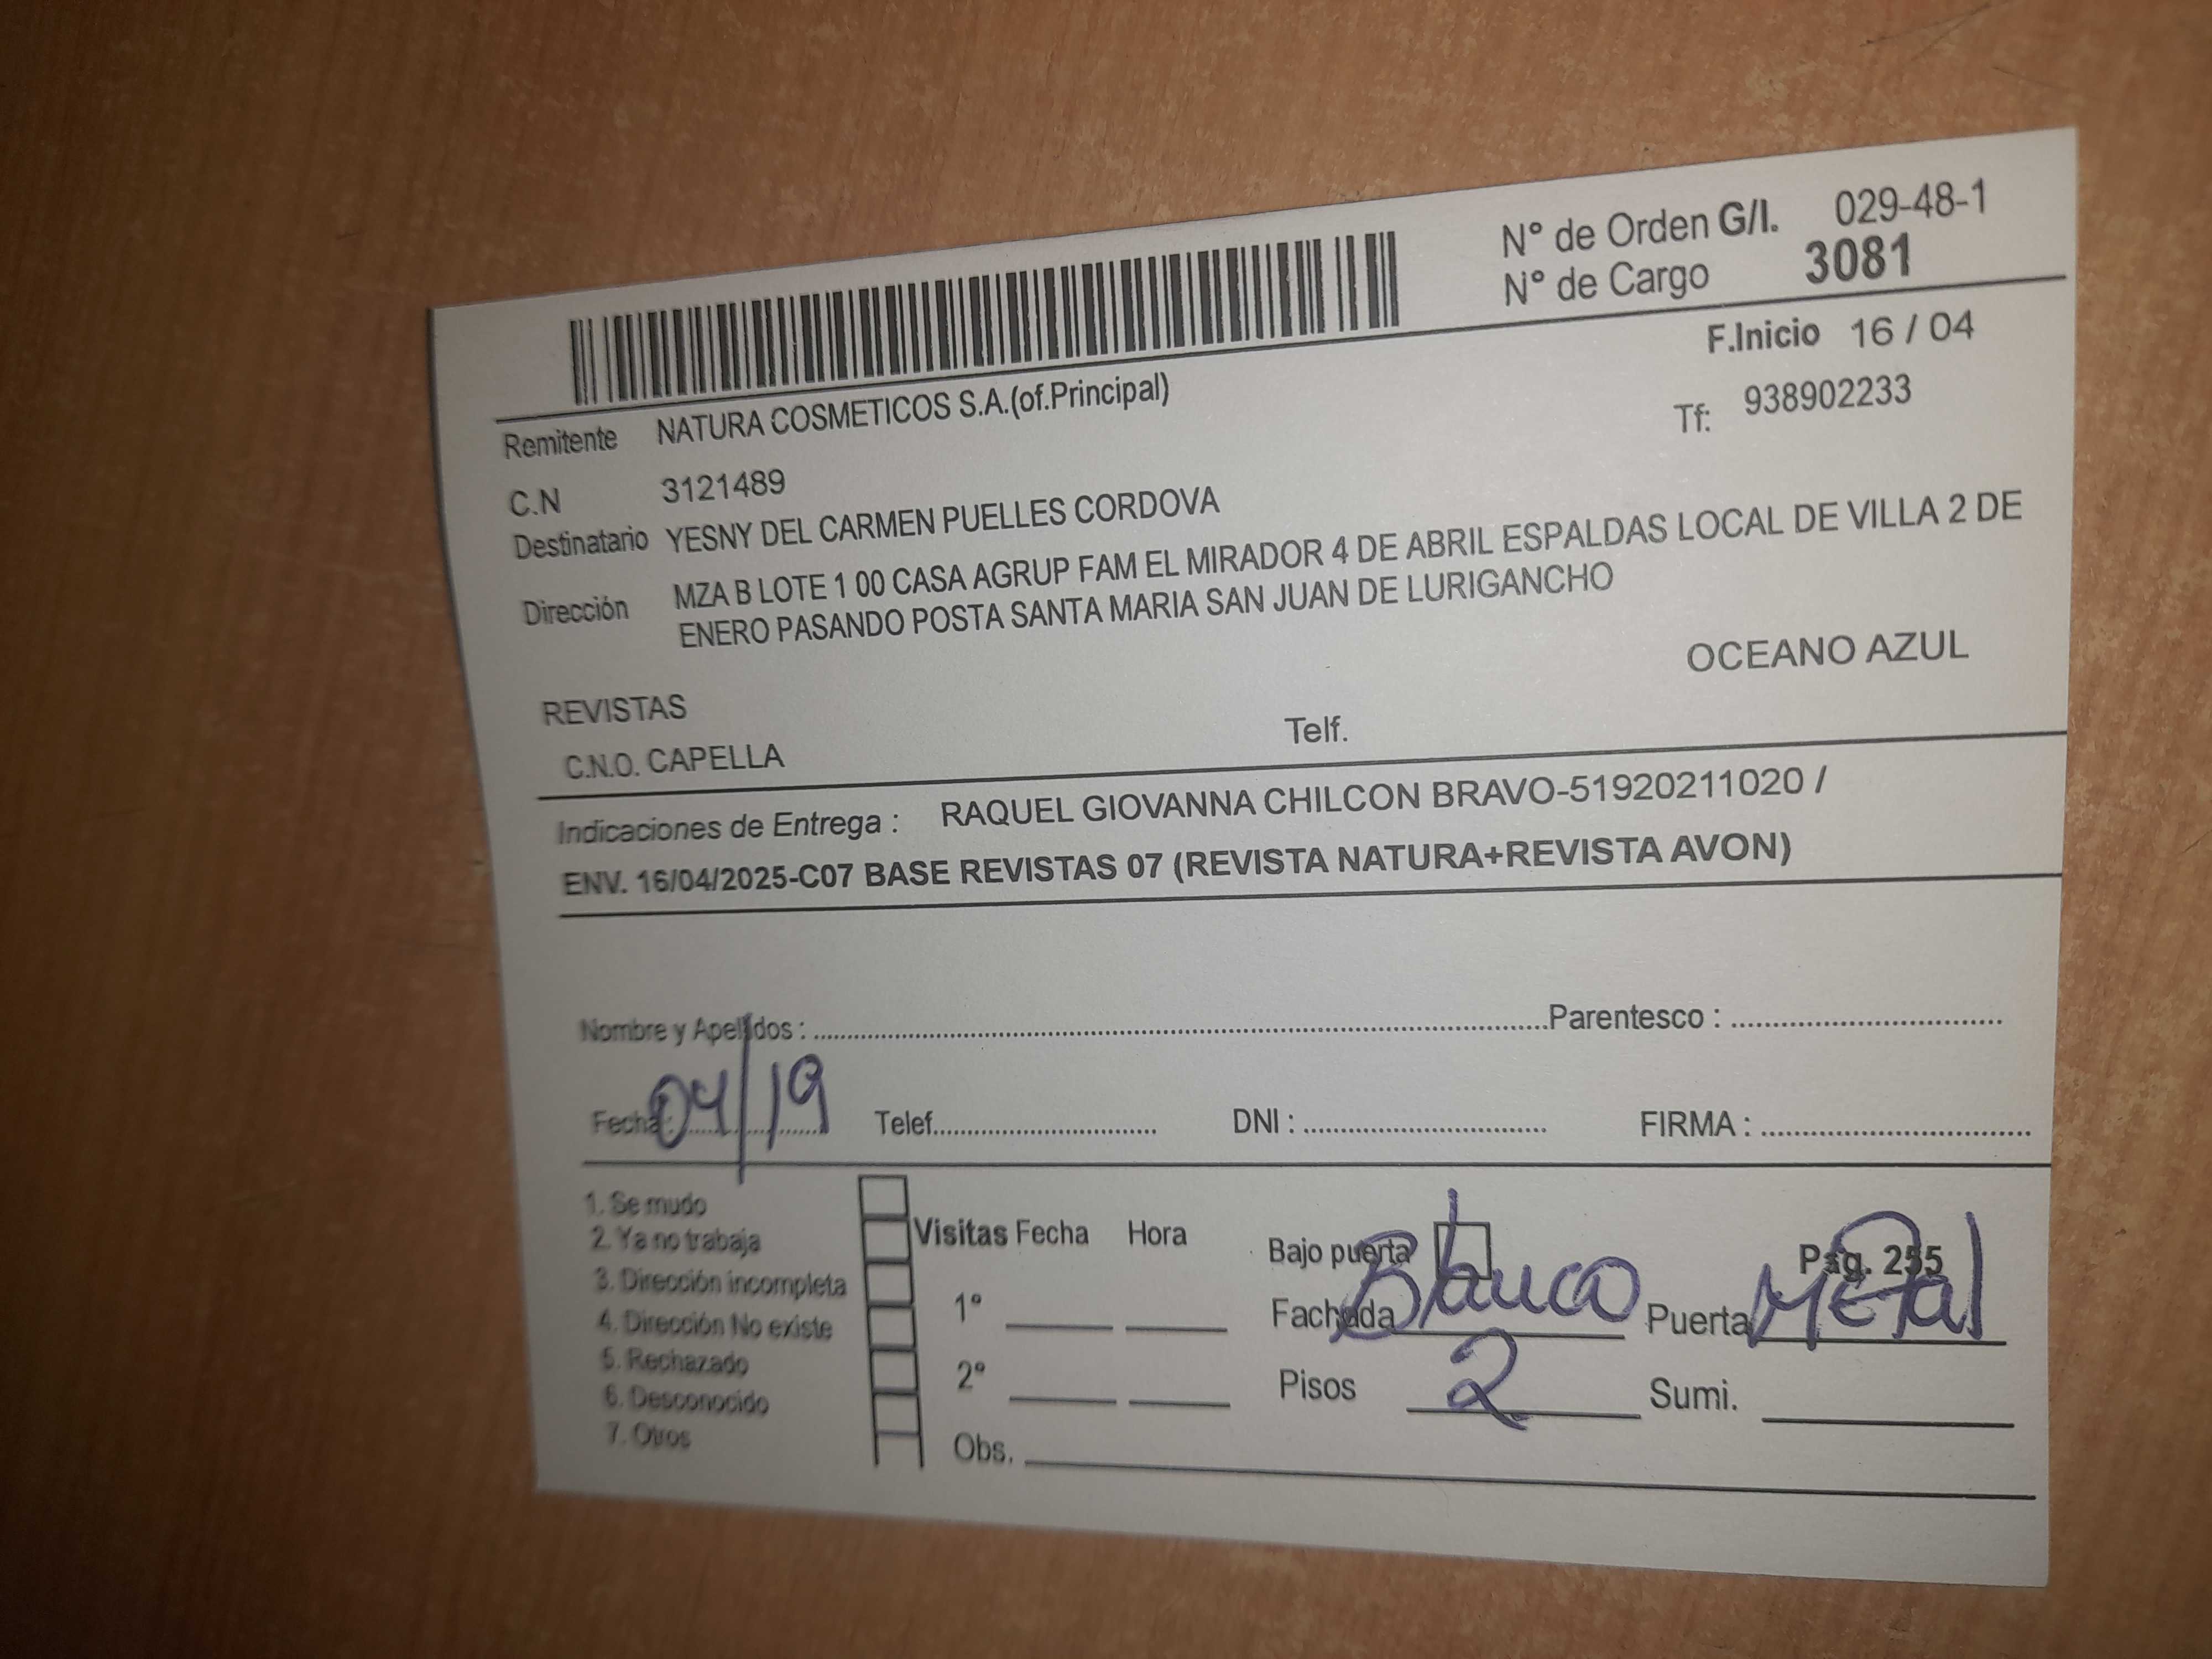 N° de Orden G/I. 029-48-1
N° de Cargo 3081
F.Inicio 16 / 04
Remitente NATURA COSMETICOS S.A.(of.Principal)
Tf: 938902233
C.N 3121489
Destinatario YESNY DEL CARMEN PUELLES CORDOVA
Dirección MZA B LOTE 1 00 CASA AGRUP FAM EL MIRADOR 4 DE ABRIL ESPALDAS LOCAL DE VILLA 2 DE
ENERO PASANDO POSTA SANTA MARIA SAN JUAN DE LURIGANCHO
OCEANO AZUL
REVISTAS
C.N.O. CAPELLA Telf.
Indicaciones de Entrega : RAQUEL GIOVANNA CHILCON BRAVO-51920211020 /
ENV. 16/04/2025-C07 BASE REVISTAS 07 (REVISTA NATURA+REVISTA AVON)
Nombre y Apellidos : Parentesco :
Fecha : 04/19 Telef. DNI : FIRMA :
1. Se mudo
2. Ya no trabaja
3. Dirección incompleta
4. Dirección No existe
5. Rechazado
6. Desconocido
7. Otros
Visitas Fecha Hora
1°
2°
Obs.
Bajo puerta Pág. 255
Fachada Blanco Puerta Metal
Pisos 2 Sumi.